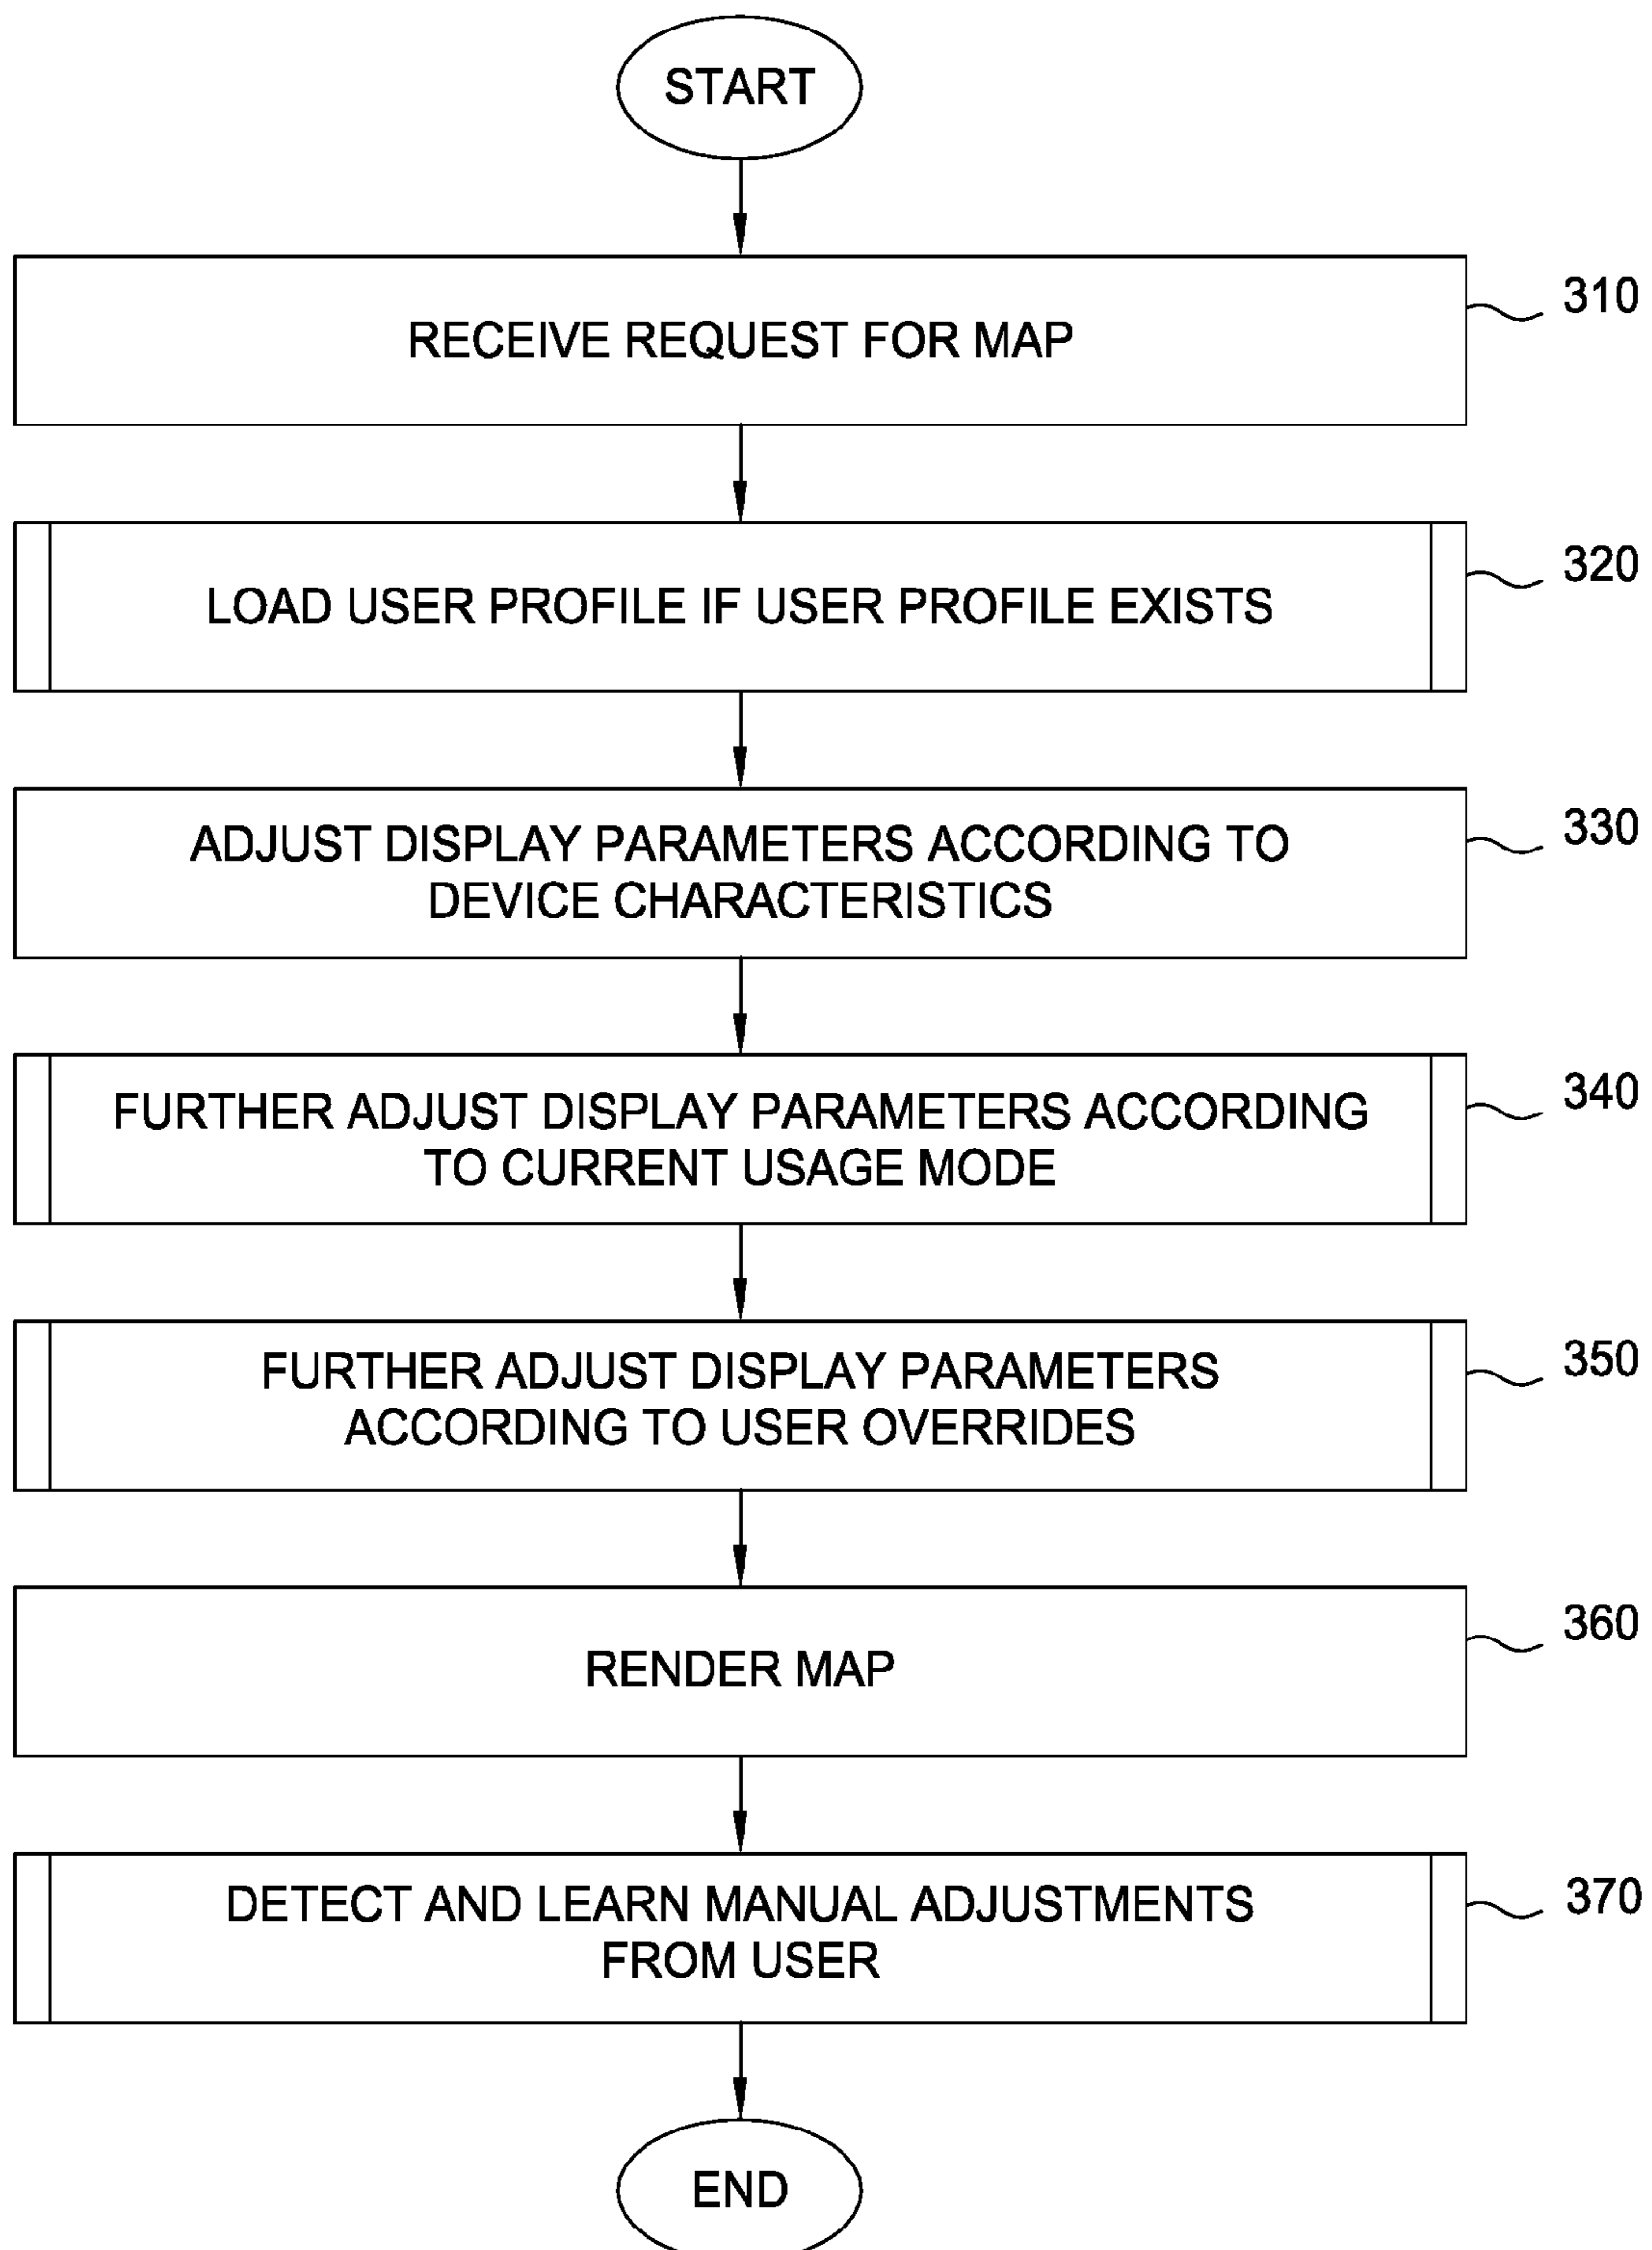 START
RECEIVE REQUEST FOR MAP
310
LOAD USER PROFILE IF USER PROFILE EXISTS
320
ADJUST DISPLAY PARAMETERS ACCORDING TO
DEVICE CHARACTERISTICS
330
FURTHER ADJUST DISPLAY PARAMETERS ACCORDING
TO CURRENT USAGE MODE
340
FURTHER ADJUST DISPLAY PARAMETERS
ACCORDING TO USER OVERRIDES
350
RENDER MAP
360
DETECT AND LEARN MANUAL ADJUSTMENTS
FROM USER
370
END